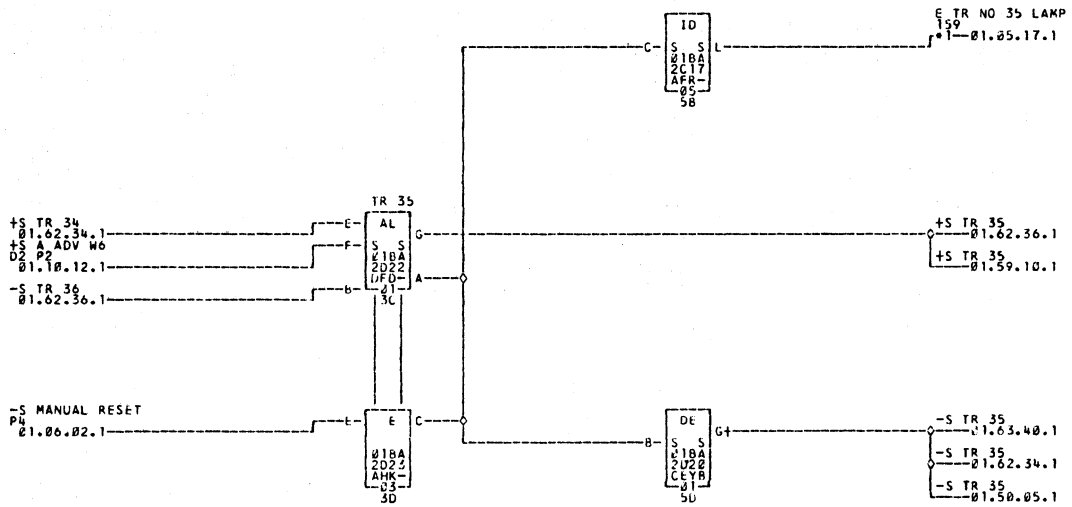 E TR NO 35 LAMP
159
*1—01.05.17.1
ID
C S S L
01BA
2C17
AFR-
05
5B
TR 35
+S TR 34
01.62.34.1
E AL
+S A ADV W6
D2 P2
01.10.12.1
F S S G
01BA
2D22
DFD- A
-S TR 36
01.62.36.1
B 01
3C
+S TR 35
01.62.36.1
+S TR 35
01.59.10.1
-S MANUAL RESET
P4
01.06.02.1
E E C
01BA
2D23
AHK-
03
3D
DE
G+
B S S
01BA
2D20
CEYB
01
5D
-S TR 35
01.63.40.1
-S TR 35
01.62.34.1
-S TR 35
01.50.05.1